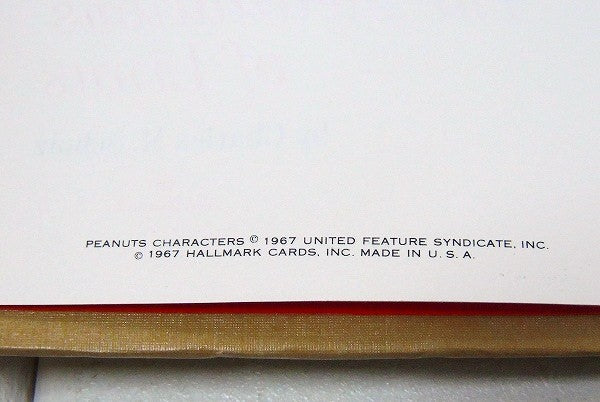 PEANUTS CHARACTERS © 1967 UNITED FEATURE SYNDICATE, INC.
© 1967 HALLMARK CARDS, INC. MADE IN U.S.A.